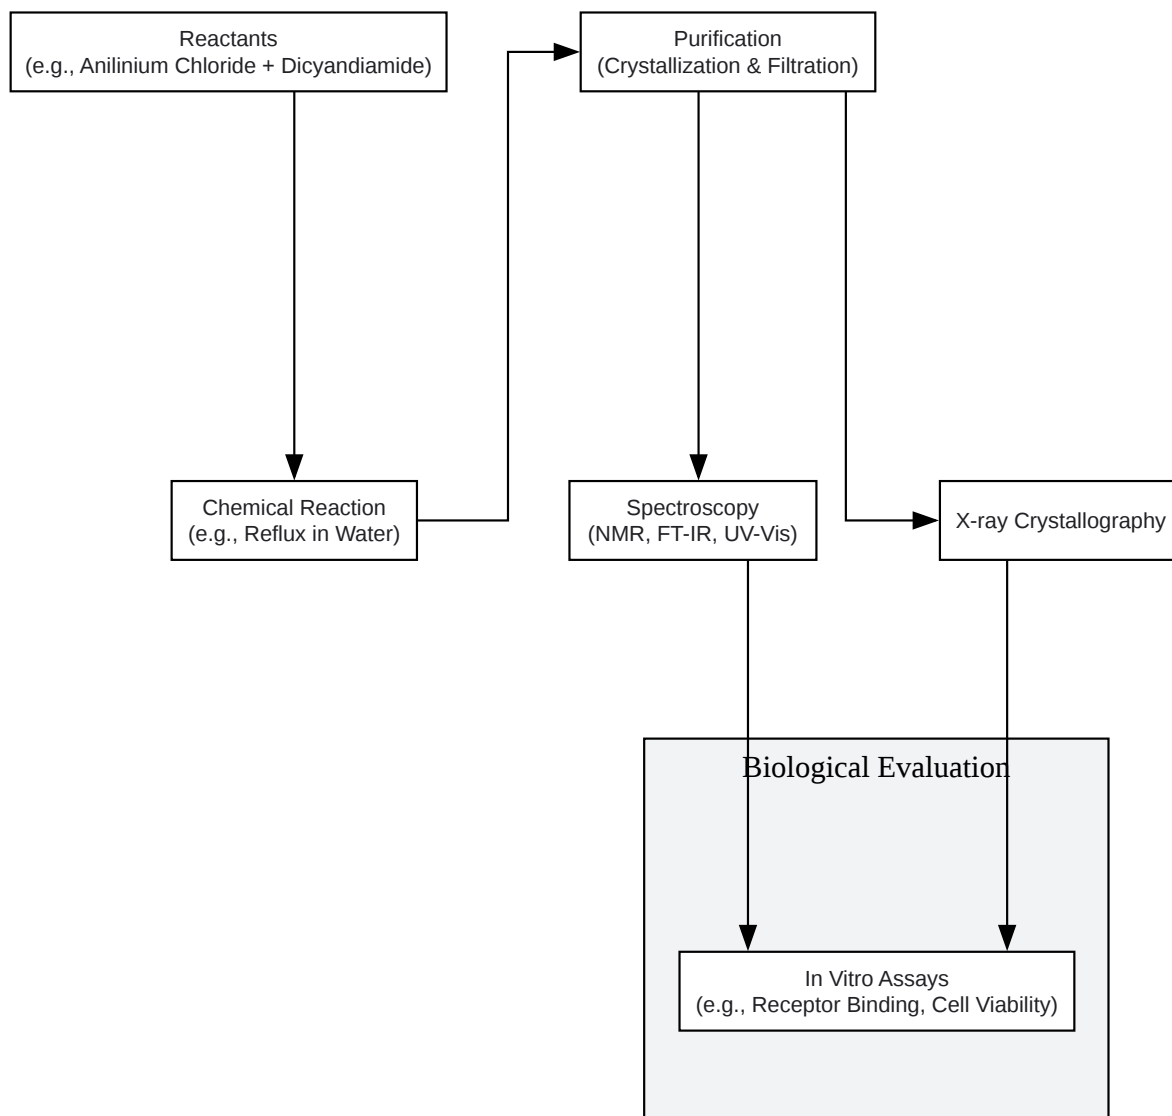 Reactants
(e.g., Anilinium Chloride + Dicyandiamide)
Purification
(Crystallization & Filtration)
Chemical Reaction
(e.g., Reflux in Water)
Spectroscopy
(NMR, FT-IR, UV-Vis)
X-ray Crystallography
Biological Evaluation
In Vitro Assays
(e.g., Receptor Binding, Cell Viability)